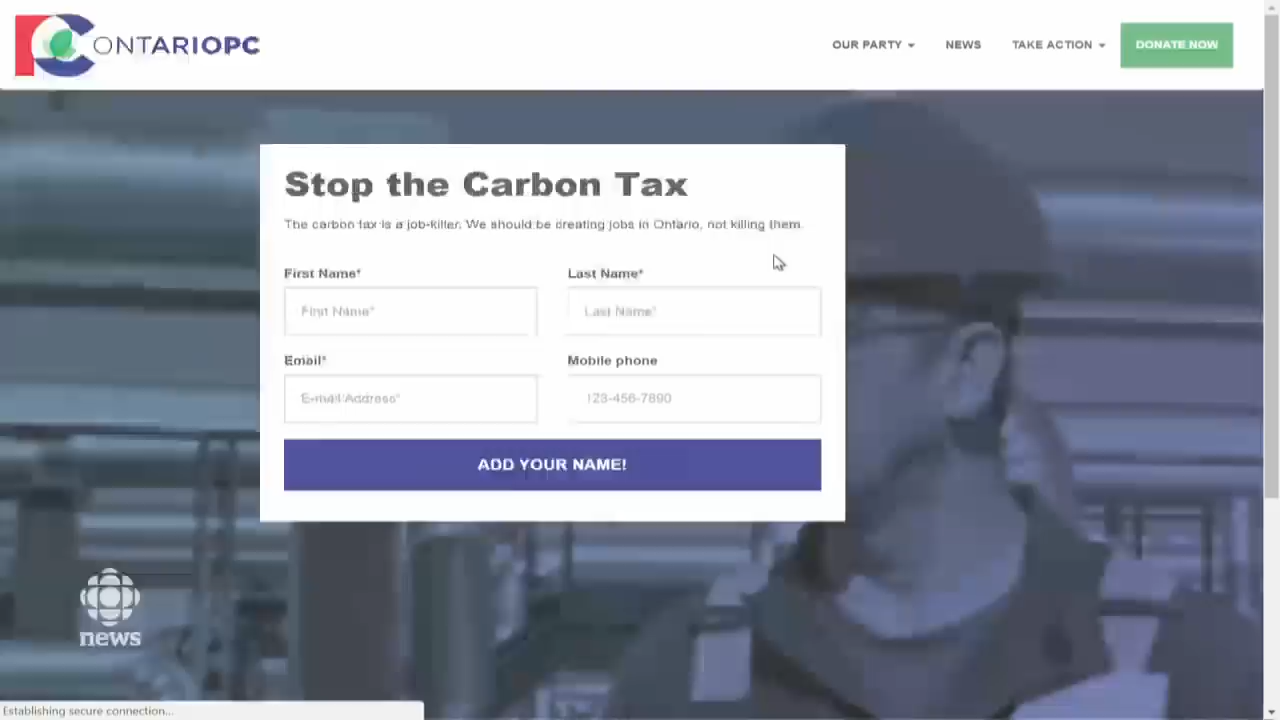 ONTARIOPC
OUR PARTY
NEWS
TAKE ACTION
DONATE NOW
Stop the Carbon Tax
The carbon tax is a job-killer. We should be creating jobs in Ontario, not killing them.
First Name*
Last Name*
First Name*
Last Name*
Email*
Mobile phone
E-mail Address*
123-456-7890
ADD YOUR NAME!
news
Establishing secure connection...